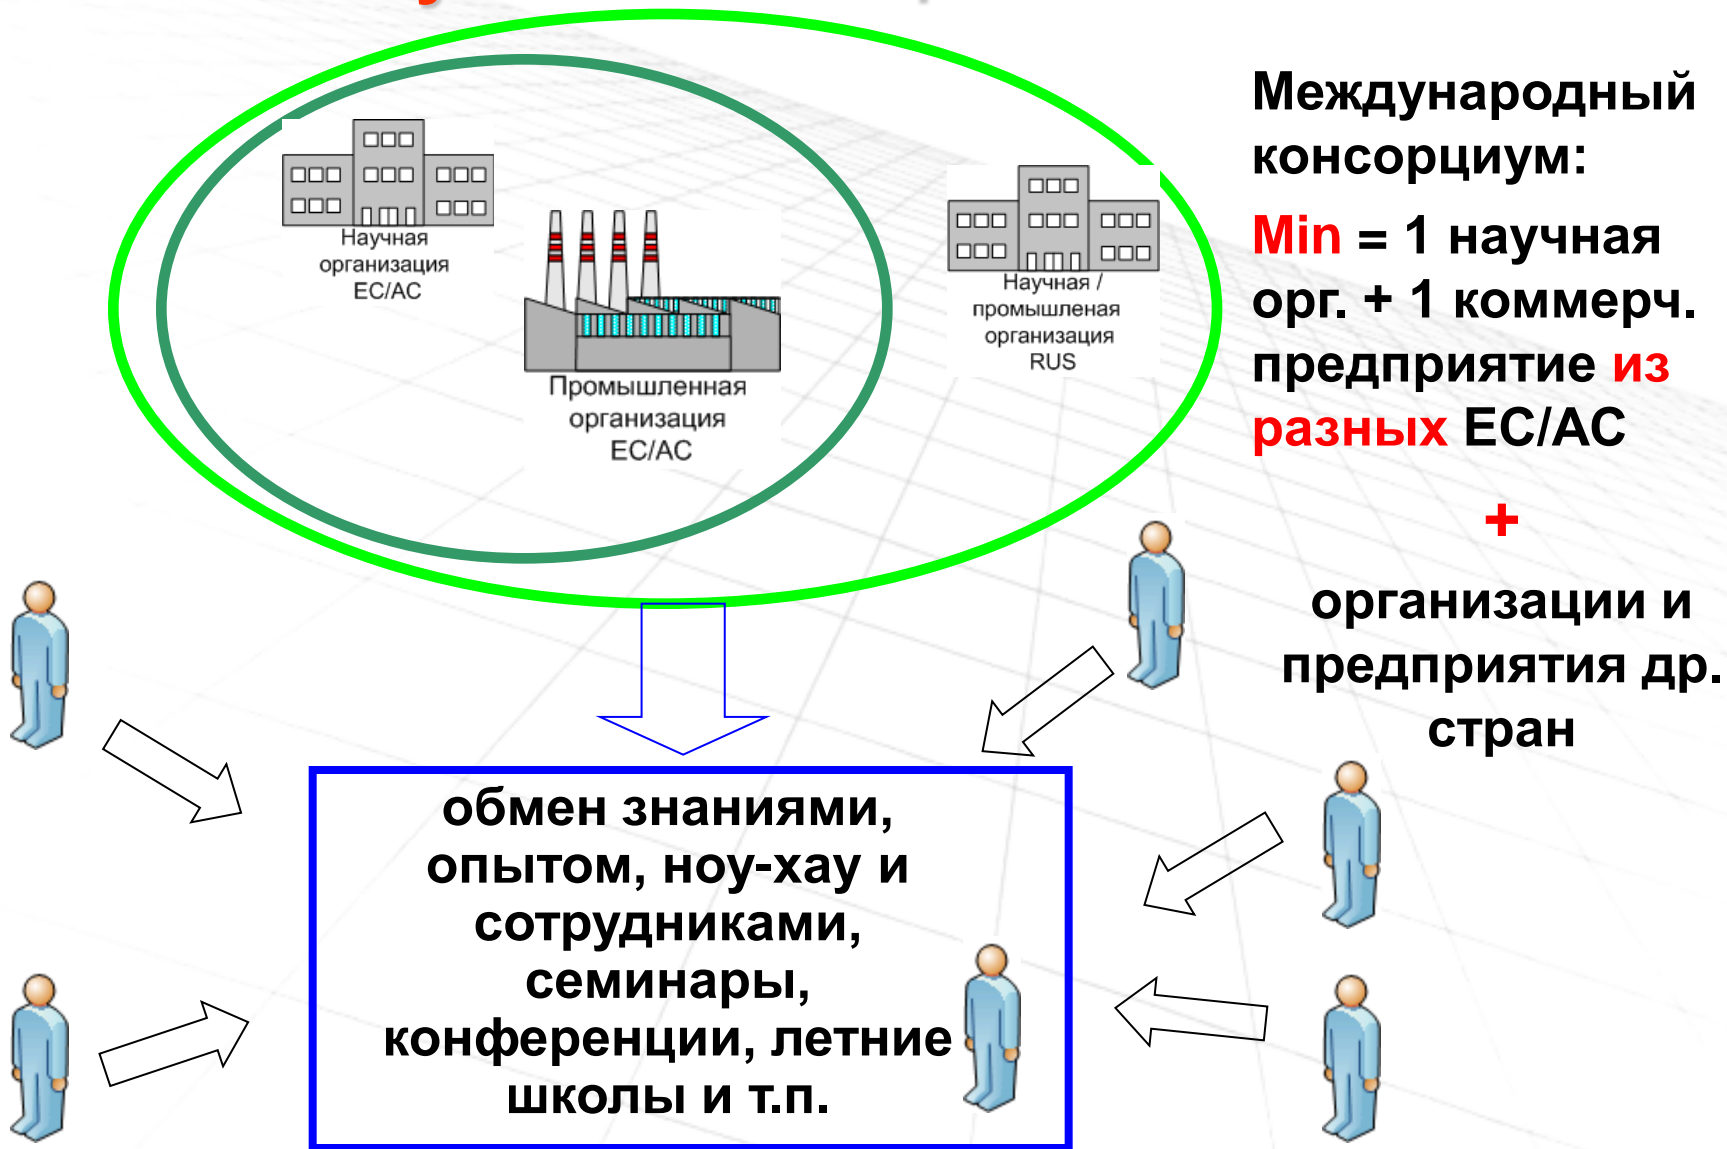 Научная
организация
ЕС/АС
Промышленная
организация
ЕС/АС
Научная /
промышленая
организация
RUS
Международный
консорциум:
Min = 1 научная
орг. + 1 коммерч.
предприятие из
разных ЕС/АС
+
организации и
предприятия др.
стран
обмен знаниями,
опытом, ноу-хау и
сотрудниками,
семинары,
конференции, летние
школы и т.п.